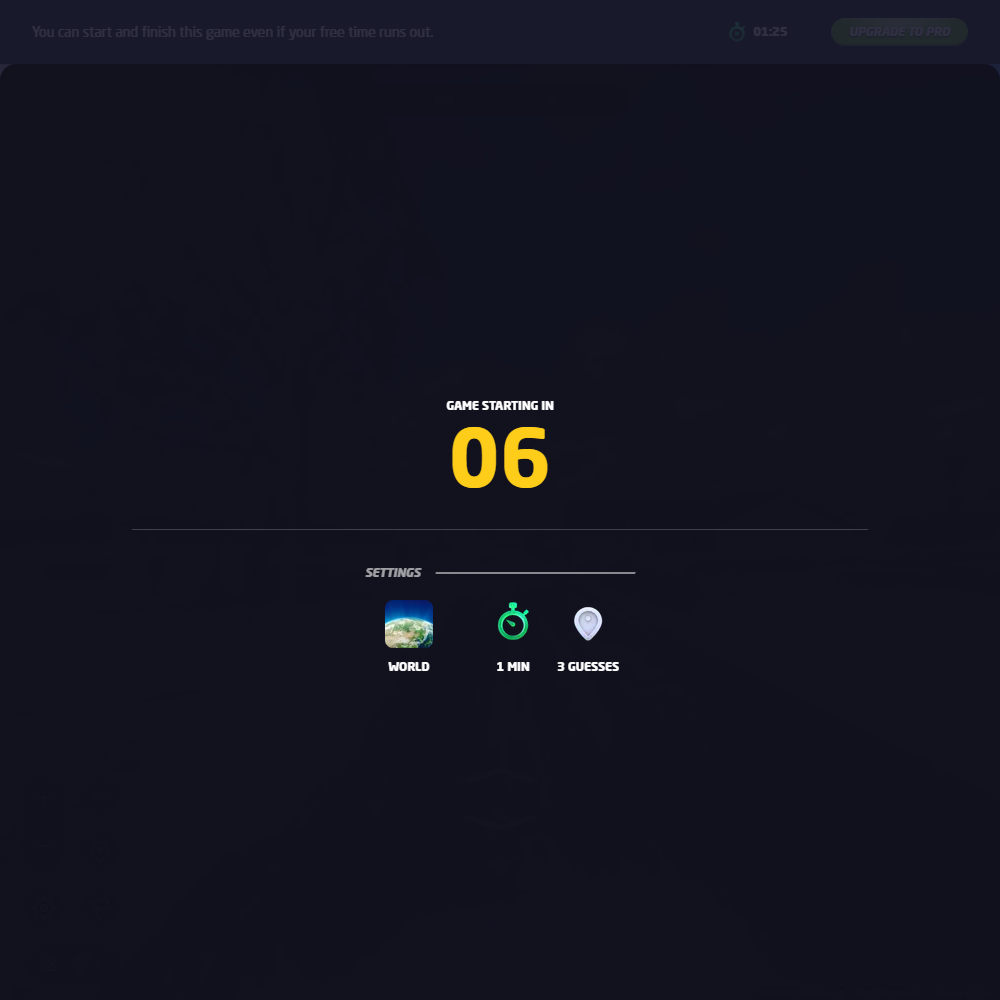 You can start and finish this game even if your free time runs out.
01:25
UPGRADE TO PRO
GAME STARTING IN
06
SETTINGS
WORLD
1 MIN
3 GUESSES